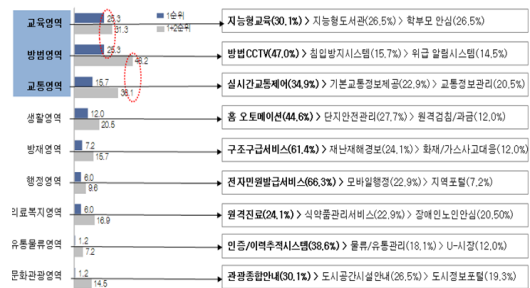 1순위
1+2순위
교육영역
25.3
31.3
지능형교육(30,1%) > 지능형도서관(26,5%) > 학부모 안심(26,5%)
방범영역
25.3
48.2
방범CCTV(47,0%) > 침입방지시스템(15,7%) > 위급 알림시스템(14,5%)
교통영역
15.7
36.1
실시간교통제어(34,9%) > 기본교통정보제공(22,9%) > 교통정보관리(20,5%)
생활영역
12.0
20.5
홈 오토메이션(44,6%) > 단지안전관리(27,7%) > 원격검침/과금(12,0%)
방재영역
7.2
15.7
구조구급서비스(61,4%) > 재난재해경보(24,1%) > 화재/가스사고대응(12,0%)
행정영역
6.0
9.6
전자민원발급서비스(66,3%) > 모바일행정(22,9%) > 지역포털(7,2%)
의료복지영역
6.0
16.9
원격진료(24,1%) > 식약품관리서비스(22,9%) > 장애인노인안심(20,50%)
유통물류영역
1.2
7.2
인증/이력추적시스템(38,6%) > 물류/유통관리(18,1%) > U-시장(12,0%)
문화관광영역
1.2
14.5
관광종합안내(30,1%) > 도시공간시설안내(26,5%) > 도시정보포털(19,3%)